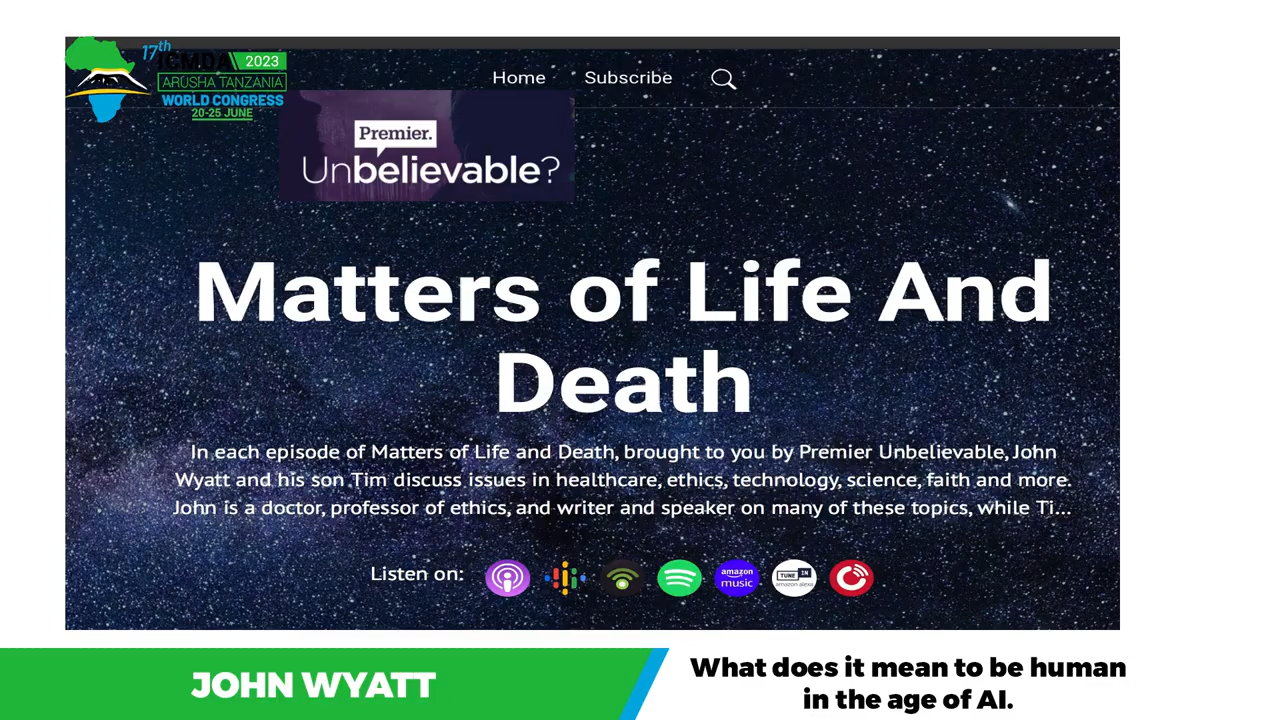 17th
ICMDA 2023
ARUSHA TANZANIA
WORLD CONGRESS
20-25 JUNE
Home Subscribe
Premier.
Unbelievable?
Matters of Life And
Death
In each episode of Matters of Life and Death, brought to you by Premier Unbelievable, John
Wyatt and his son Tim discuss issues in healthcare, ethics, technology, science, faith and more.
John is a doctor, professor of ethics, and writer and speaker on many of these topics, while Ti...
Listen on:
amazon music
TUNE IN
amazon alexa
JOHN WYATT
What does it mean to be human
in the age of AI.